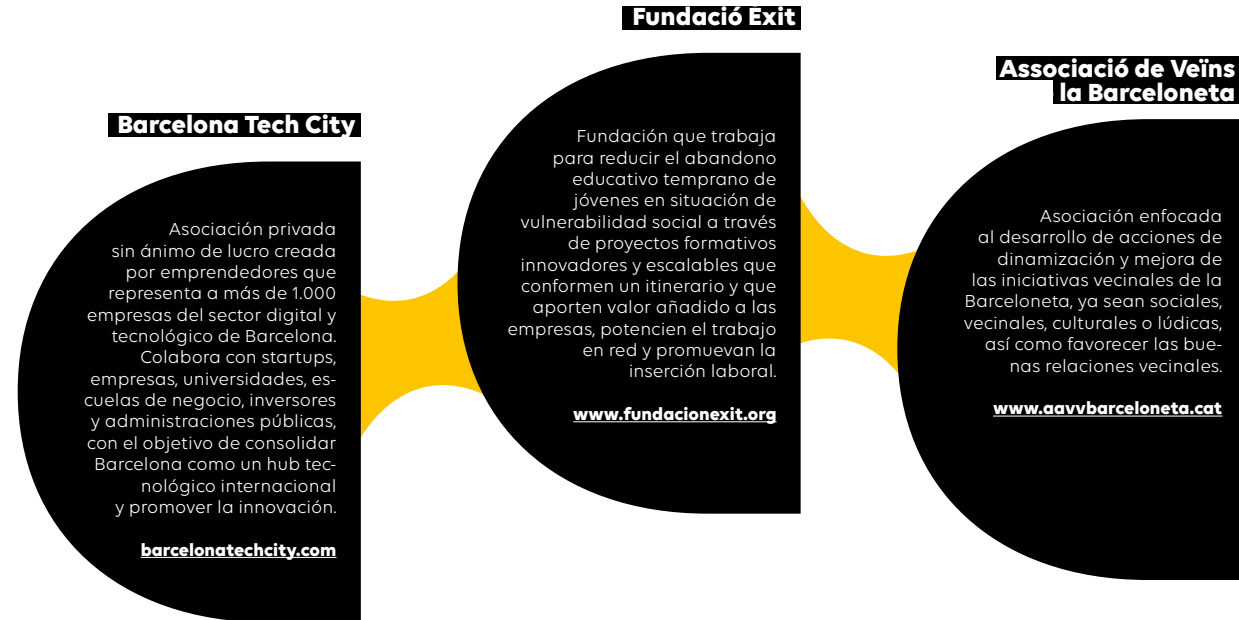 Barcelona Tech City
Asociación privada
sin ánimo de lucro creada
por emprendedores que
representa a más de 1.000
empresas del sector digital y
tecnológico de Barcelona.
Colabora con startups,
empresas, universidades, es-
cuelas de negocio, inversores
y administraciones públicas,
con el objetivo de consolidar
Barcelona como un hub tec-
nológico internacional
y promover la innovación.
barcelonatechcity.com
Fundació Èxit
Fundación que trabaja
para reducir el abandono
educativo temprano de
jóvenes en situación de
vulnerabilidad social a través
de proyectos formativos
innovadores y escalables que
conformen un itinerario y que
aporten valor añadido a las
empresas, potencien el trabajo
en red y promuevan la
inserción laboral.
www.fundacionexit.org
Associació de Veïns
la Barceloneta
Asociación enfocada
al desarrollo de acciones de
dinamización y mejora de
las iniciativas vecinales de la
Barceloneta, ya sean sociales,
vecinales, culturales o lúdicas,
así como favorecer las bue-
nas relaciones vecinales.
www.aavvbarceloneta.cat